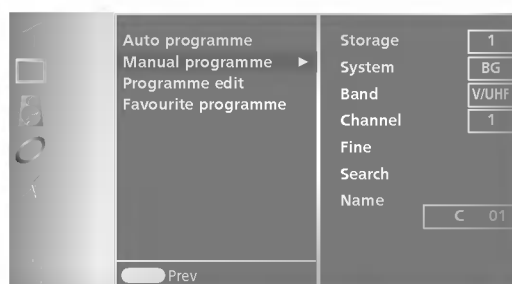 Auto programme
Manual programme
Programme edit
Favourite programme
Prev
Storage 1
System BG
Band V/UHF
Channel 1
Fine
Search
Name
C 01